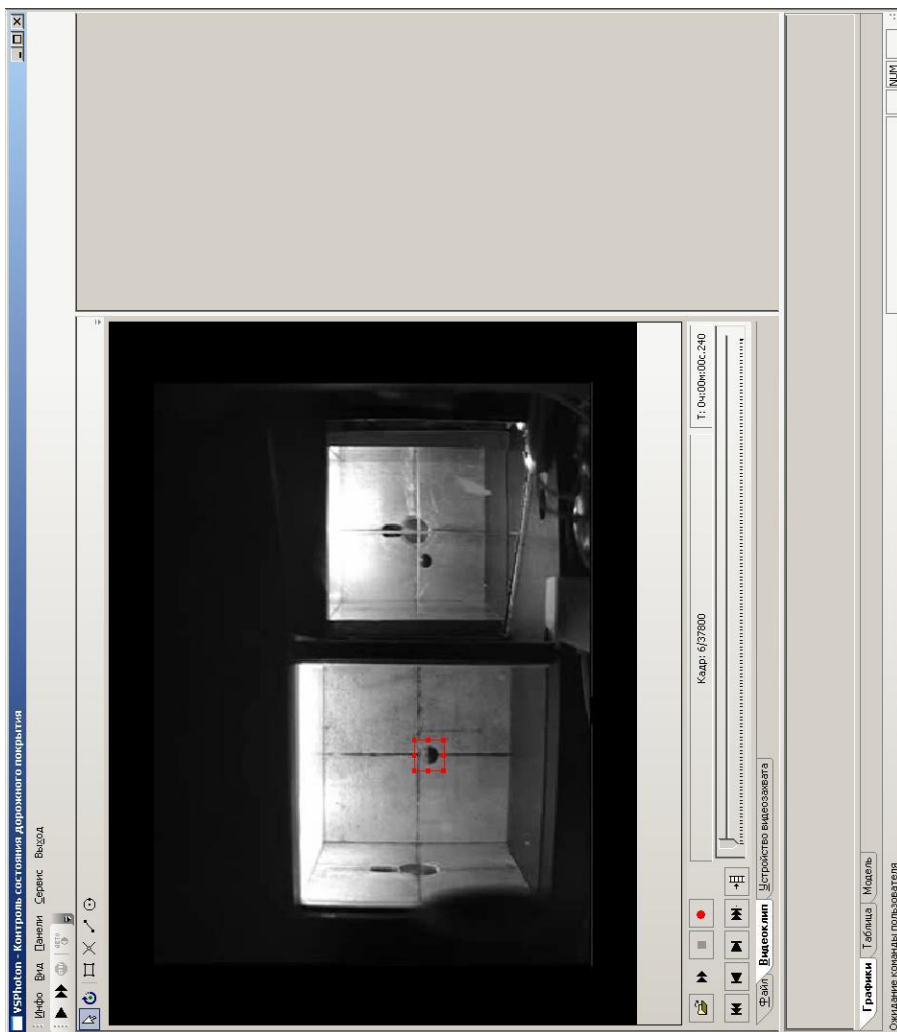 VSPhoton - Контроль состояния дорожного покрытия
Инфо Вид Панели Сервис Выход
Кадр: 6/37800
T: 0ч:00м:00с.240
Файл Видеоклип Устройство видеозахвата
Графики Таблица Модель
Ожидание команды пользователя
NUM